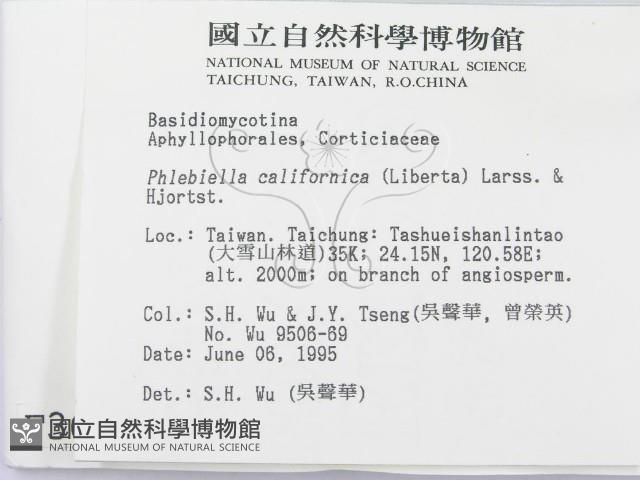 國立自然科學博物館
NATIONAL MUSEUM OF NATURAL SCIENCE
TAICHUNG, TAIWAN, R.O.CHINA
Basidiomycotina
Aphyllophorales, Corticiaceae
Phlebiella californica (Liberta) Larss. &
Hjortst.
Loc.: Taiwan. Taichung: Tashueishanlintao
(大雪山林道)35K; 24.15N, 120.58E;
alt. 2000m; on branch of angiosperm.
Col.: S.H. Wu & J.Y. Tseng(吳聲華, 曾榮英)
No. Wu 9506-69
Date: June 06, 1995
Det.: S.H. Wu (吳聲華)
國立自然科學博物館
NATIONAL MUSEUM OF NATURAL SCIENCE